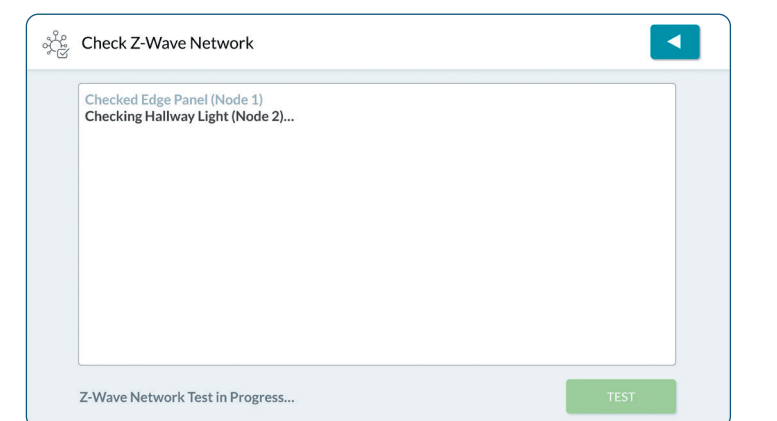 Check Z-Wave Network
Checked Edge Panel (Node 1)
Checking Hallway Light (Node 2)...
Z-Wave Network Test in Progress...
TEST